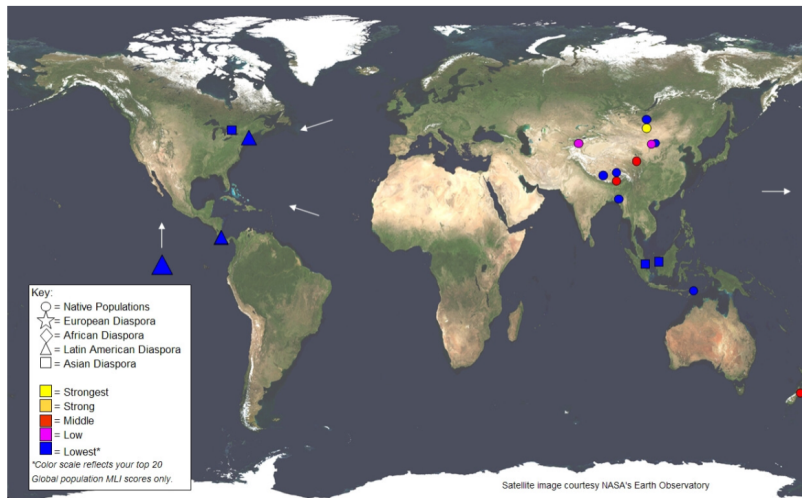 Key:
= Native Populations
= European Diaspora
= African Diaspora
= Latin American Diaspora
= Asian Diaspora
= Strongest
= Strong
= Middle
= Low
= Lowest*
*Color scale reflects your top 20
Global population MLI scores only.
Satellite image courtesy NASA's Earth Observatory